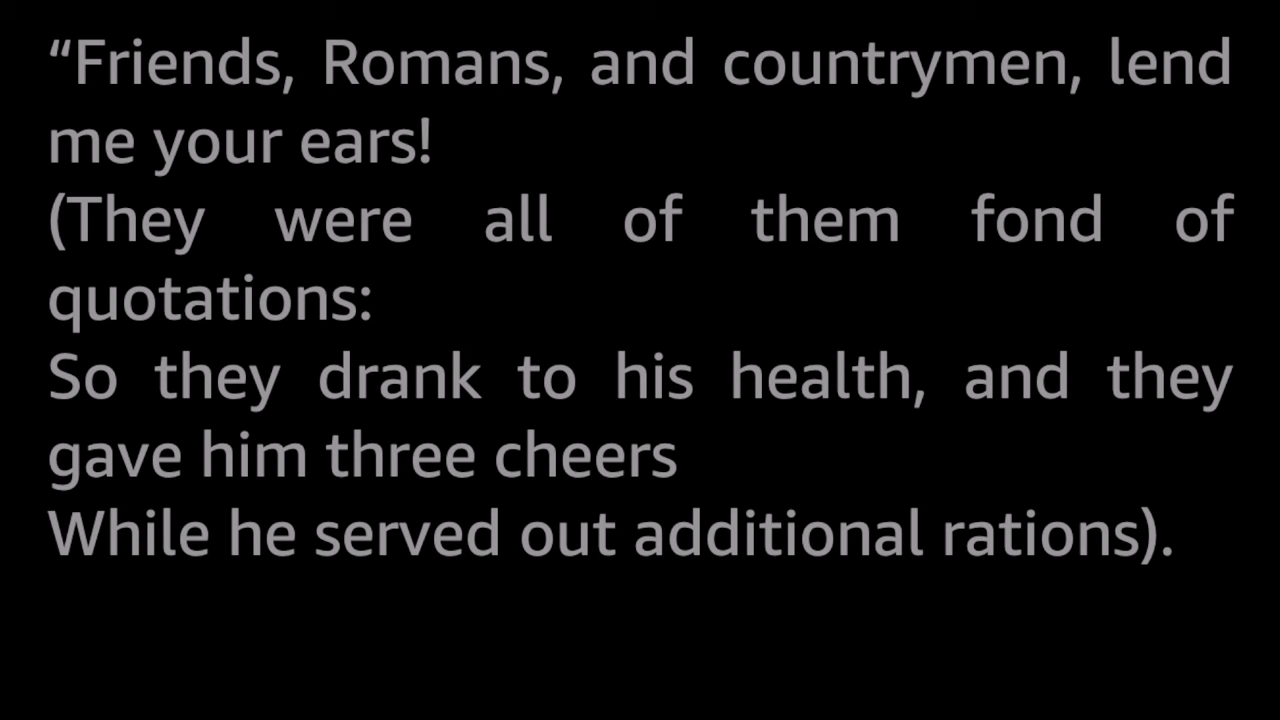 “Friends, Romans, and countrymen, lend
me your ears!
(They were all of them fond of
quotations:
So they drank to his health, and they
gave him three cheers
While he served out additional rations).